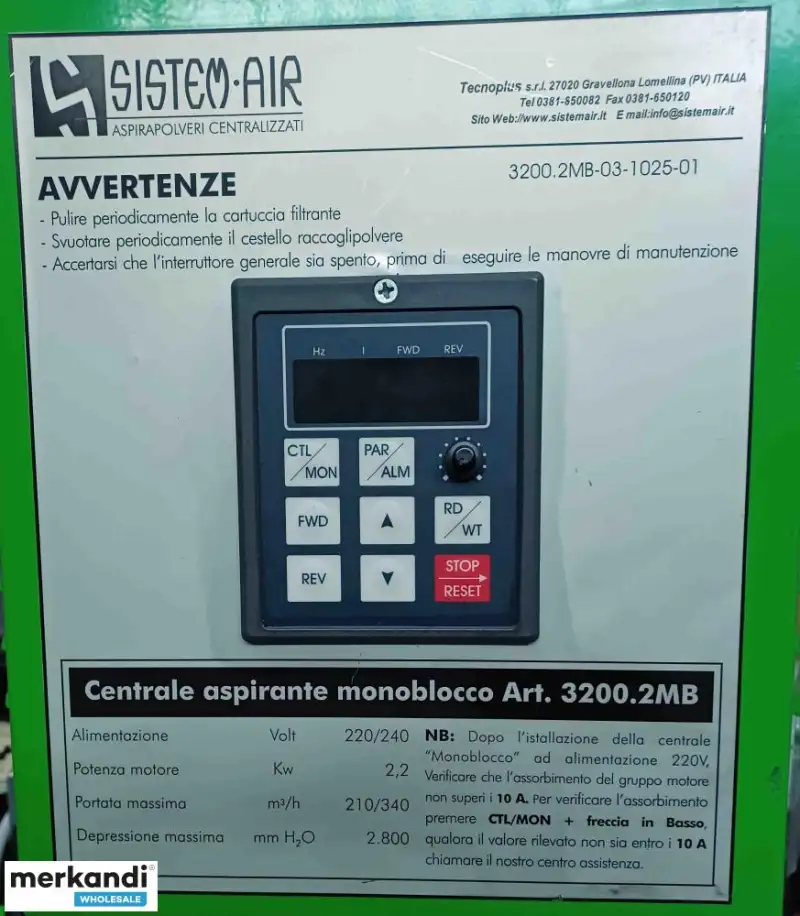 SISTEM·AIR
ASPIRAPOLVERI CENTRALIZZATI
Tecnoplus s.r.l. 27020 Gravellona Lomellina (PV) ITALIA
Tel 0381-650082 Fax 0381-650120
Sito Web://www.sistemair.it E mail:info@sistemair.it
3200.2MB-03-1025-01
AVVERTENZE
- Pulire periodicamente la cartuccia filtrante
- Svuotare periodicamente il cestello raccoglipolvere
- Accertarsi che l'interruttore generale sia spento, prima di eseguire le manovre di manutenzione
Hz I FWD REV
CTL/MON PAR/ALM
FWD ▲ RD/WT
REV ▼ STOP
RESET
Centrale aspirante monoblocco Art. 3200.2MB
Alimentazione Volt 220/240
Potenza motore Kw 2,2
Portata massima m³/h 210/340
Depressione massima mm H₂O 2.800
NB: Dopo l'istallazione della centrale
"Monoblocco" ad alimentazione 220V,
Verificare che l'assorbimento del gruppo motore
non superi i 10 A. Per verificare l'assorbimento
premere CTL/MON + freccia in Basso,
qualora il valore rilevato non sia entro i 10 A
chiamare il nostro centro assistenza.
merkandi®
WHOLESALE